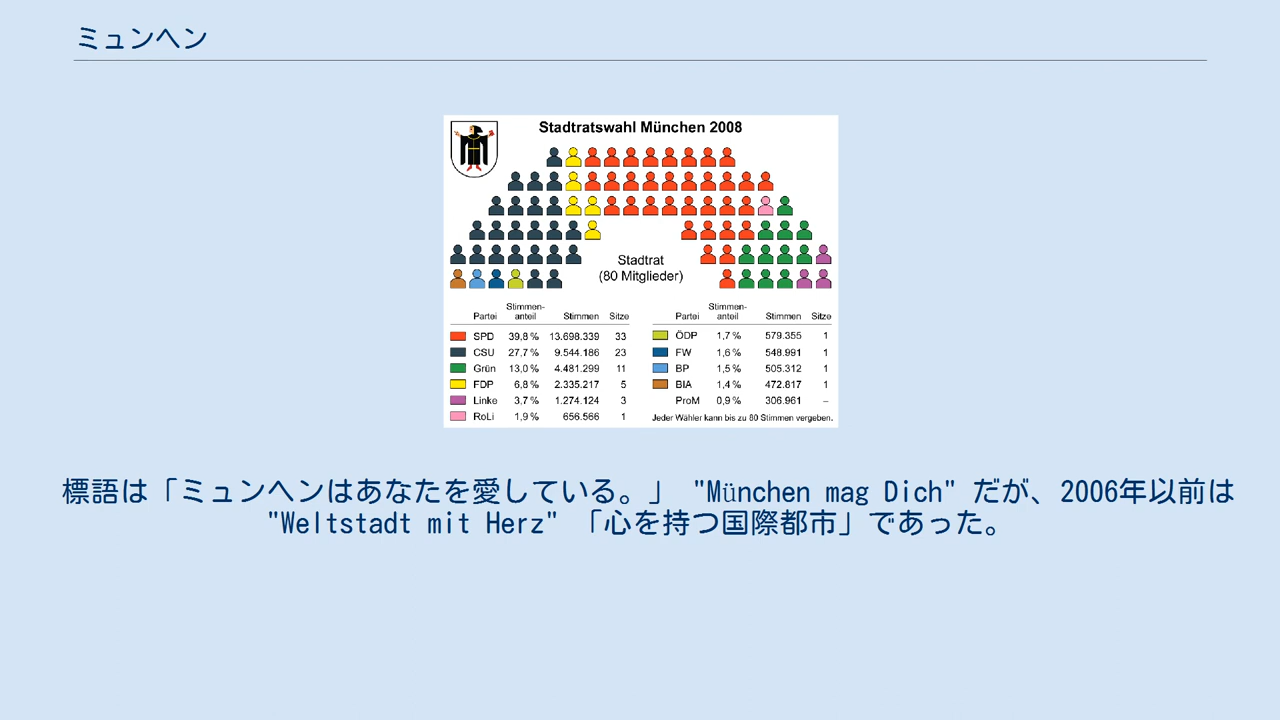 ミュンヘン
Stadtratswahl München 2008
Stadtrat
(80 Mitglieder)
Partei Stimmen-anteil Stimmen Sitze
SPD 39,8 % 13.698.339 33
CSU 27,7 % 9.544.186 23
Grün 13,0 % 4.481.299 11
FDP 6,8 % 2.335.217 5
Linke 3,7 % 1.274.124 3
RoLi 1,9 % 656.566 1
Partei Stimmen-anteil Stimmen Sitze
ÖDP 1,7 % 579.355 1
FW 1,6 % 548.991 1
BP 1,5 % 505.312 1
BIA 1,4 % 472.817 1
ProM 0,9 % 306.961 –
Jeder Wähler kann bis zu 80 Stimmen vergeben.
標語は「ミュンヘンはあなたを愛している。」 "München mag Dich" だが、2006年以前は
"Weltstadt mit Herz" 「心を持つ国際都市」であった。